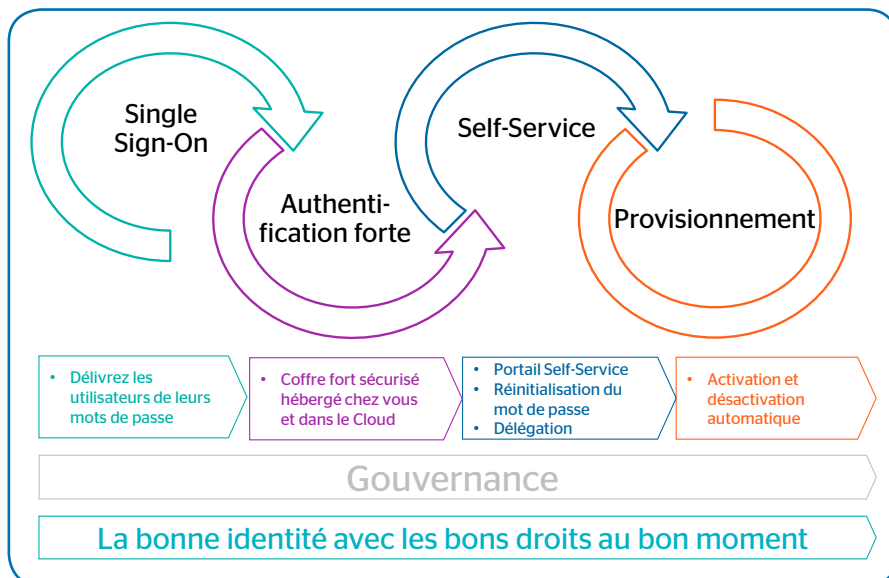 Single
Sign-On
Authenti-
fication forte
Self-Service
Provisionnement
• Délivrez les
utilisateurs de leurs
mots de passe
• Coffre fort sécurisé
hébergé chez vous
et dans le Cloud
• Portail Self-Service
• Réinitialisation du
mot de passe
• Délégation
• Activation et
désactivation
automatique
Gouvernance
La bonne identité avec les bons droits au bon moment